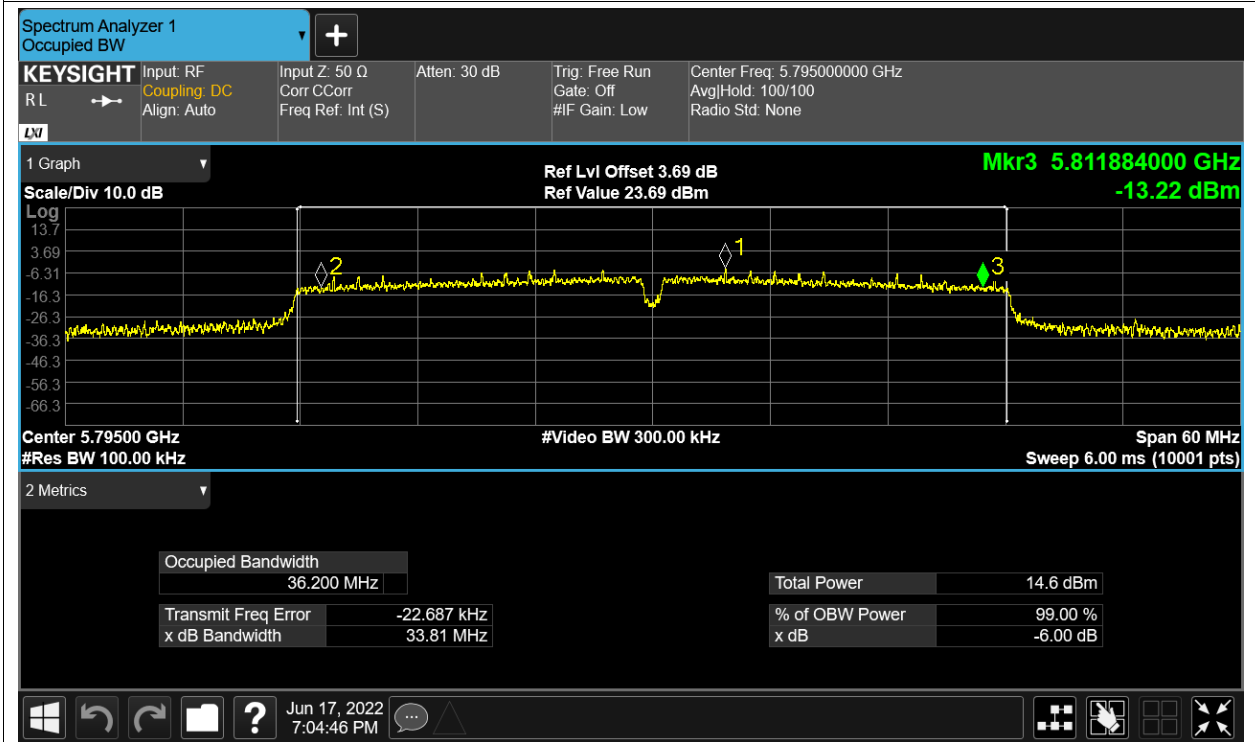 Spectrum Analyzer 1
Occupied BW
KEYSIGHT
R L
LXI
Input: RF
Coupling: DC
Align: Auto
Input Z: 50 Ω
Corr CCorr
Freq Ref: Int (S)
Atten: 30 dB
Trig: Free Run
Gate: Off
#IF Gain: Low
Center Freq: 5.795000000 GHz
Avg|Hold: 100/100
Radio Std: None
1 Graph
Scale/Div 10.0 dB
Ref Lvl Offset 3.69 dB
Ref Value 23.69 dBm
Mkr3 5.811884000 GHz
-13.22 dBm
Log
13.7
3.69
-6.31
-16.3
-26.3
-36.3
-46.3
-56.3
-66.3
2
1
3
Center 5.79500 GHz
#Res BW 100.00 kHz
#Video BW 300.00 kHz
Span 60 MHz
Sweep 6.00 ms (10001 pts)
2 Metrics
Occupied Bandwidth
36.200 MHz
Transmit Freq Error -22.687 kHz
x dB Bandwidth 33.81 MHz
Total Power 14.6 dBm
% of OBW Power 99.00 %
x dB -6.00 dB
?
Jun 17, 2022
7:04:46 PM